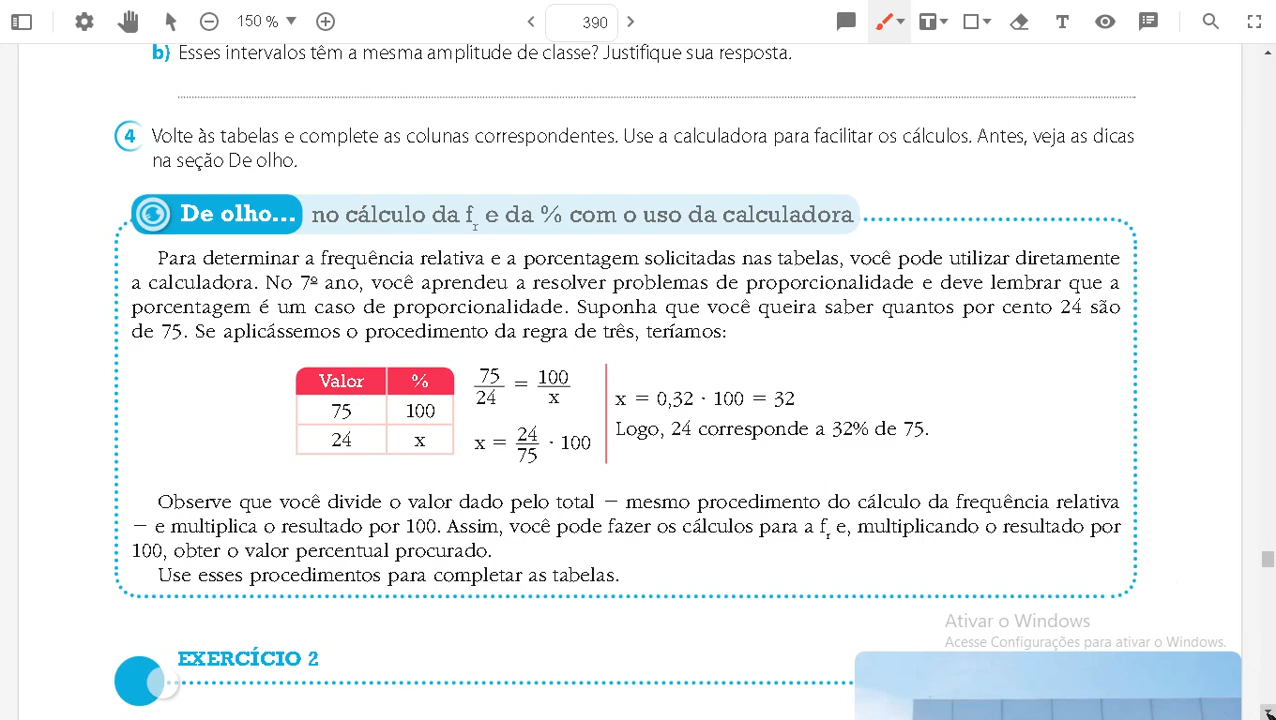 150 %
390
b) Esses intervalos têm a mesma amplitude de classe? Justifique sua resposta.
4 Volte às tabelas e complete as colunas correspondentes. Use a calculadora para facilitar os cálculos. Antes, veja as dicas
na seção De olho.
De olho... no cálculo da fr e da % com o uso da calculadora
Para determinar a frequência relativa e a porcentagem solicitadas nas tabelas, você pode utilizar diretamente
a calculadora. No 7º ano, você aprendeu a resolver problemas de proporcionalidade e deve lembrar que a
porcentagem é um caso de proporcionalidade. Suponha que você queira saber quantos por cento 24 são
de 75. Se aplicássemos o procedimento da regra de três, teríamos:
Valor %
75 100
24 x
75/24 = 100/x
x = 24/75 · 100
x = 0,32 · 100 = 32
Logo, 24 corresponde a 32% de 75.
Observe que você divide o valor dado pelo total − mesmo procedimento do cálculo da frequência relativa
− e multiplica o resultado por 100. Assim, você pode fazer os cálculos para a fr e, multiplicando o resultado por
100, obter o valor percentual procurado.
Use esses procedimentos para completar as tabelas.
Ativar o Windows
Acesse Configurações para ativar o Windows.
EXERCÍCIO 2